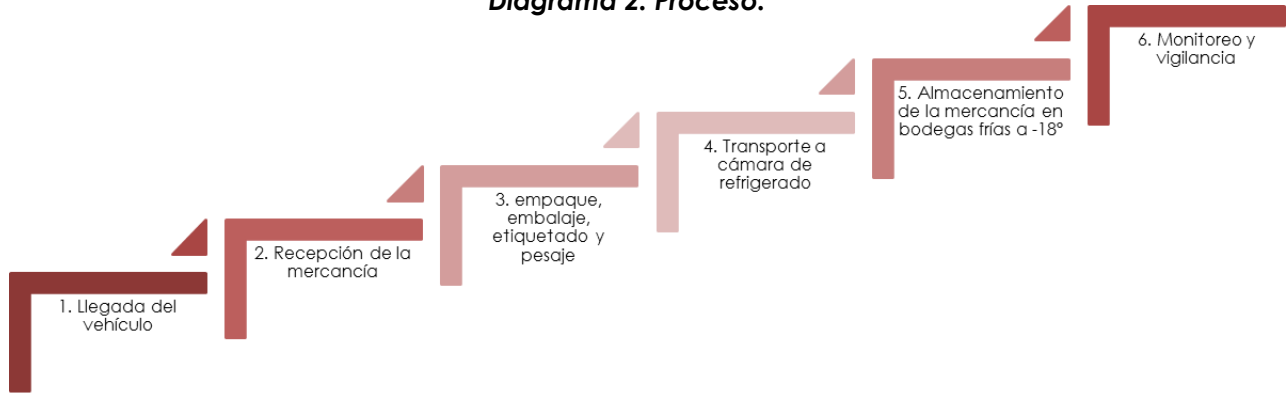 Diagrama 2. Proceso.
1. Llegada del
vehículo
2. Recepción de la
mercancía
3. empaque,
embalaje,
etiquetado y
pesaje
4. Transporte a
cámara de
refrigerado
5. Almacenamiento
de la mercancía en
bodegas frías a -18°
6. Monitoreo y
vigilancia